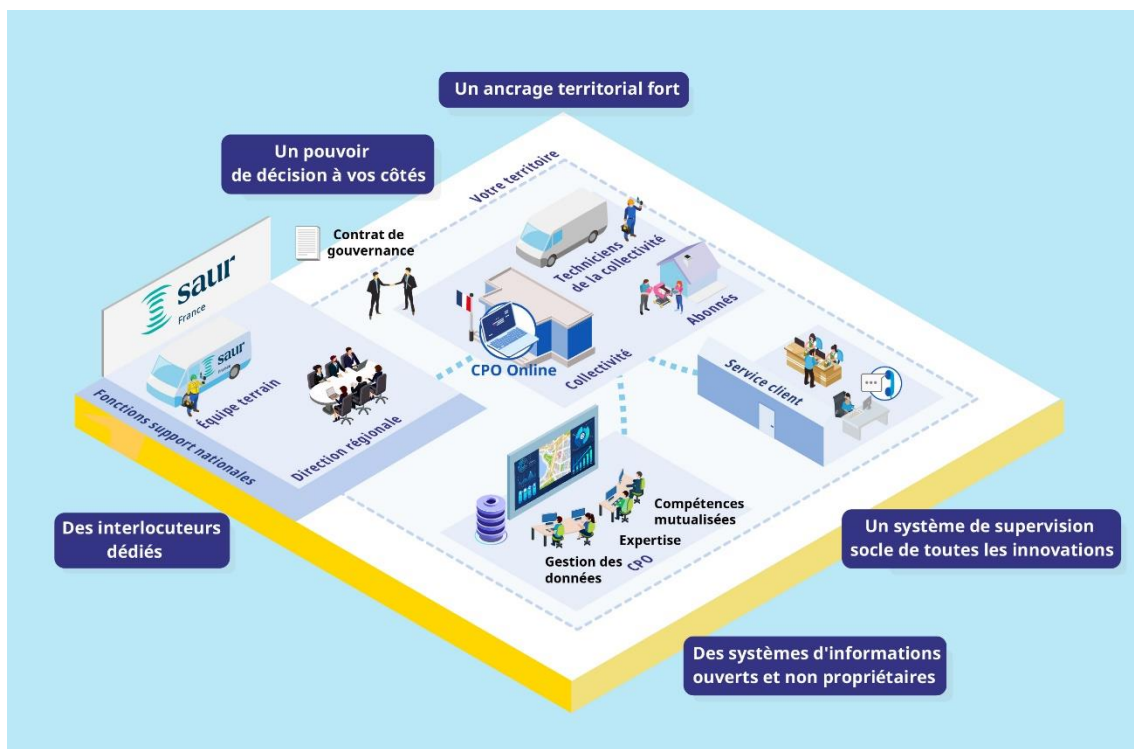 Un ancrage territorial fort
Un pouvoir
de décision à vos côtés
Votre territoire
Contrat de
gouvernance
Techniciens
de la collectivité
saur
France
Abonnés
saur
CPO Online
Collectivité
Service client
Équipe terrain
Direction régionale
Fonctions support nationales
Compétences
mutualisées
Expertise
Gestion des
données
CPO
Des interlocuteurs
dédiés
Un système de supervision
socle de toutes les innovations
Des systèmes d'informations
ouverts et non propriétaires